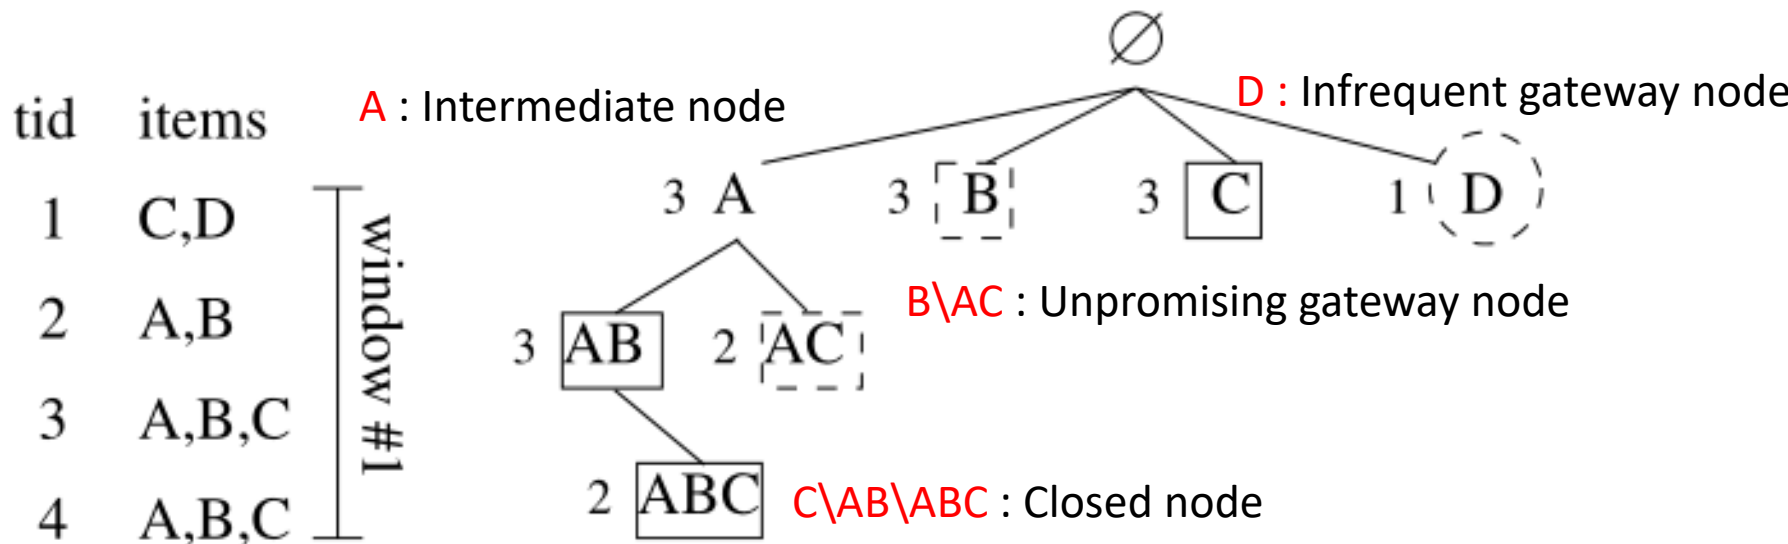 ∅
A : Intermediate node
D : Infrequent gateway node
tid items
1 C,D
2 A,B
3 A,B,C
4 A,B,C
window #1
3 A
3 B
3 C
1 D
B\AC : Unpromising gateway node
3 AB
2 AC
2 ABC
C\AB\ABC : Closed node